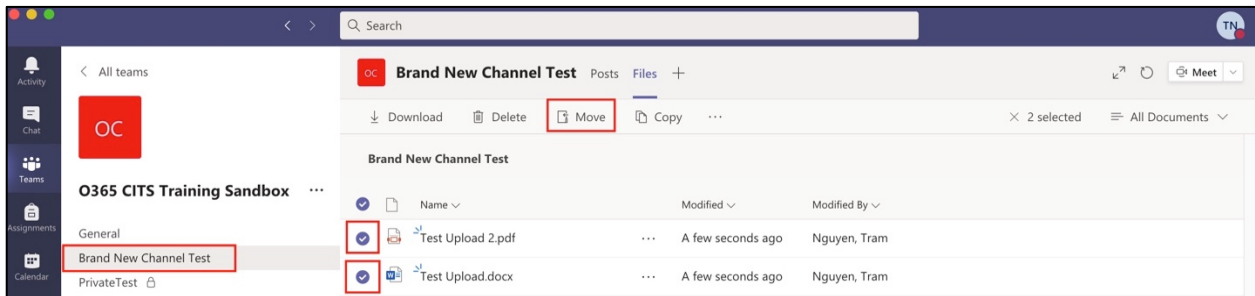 Search
TN
Activity
Chat
Teams
Assignments
Calendar
All teams
OC
O365 CITS Training Sandbox ...
General
Brand New Channel Test
PrivateTest
OC Brand New Channel Test Posts Files +
Meet
Download Delete Move Copy ...
2 selected All Documents
Brand New Channel Test
Name Modified Modified By
Test Upload 2.pdf ... A few seconds ago Nguyen, Tram
Test Upload.docx ... A few seconds ago Nguyen, Tram